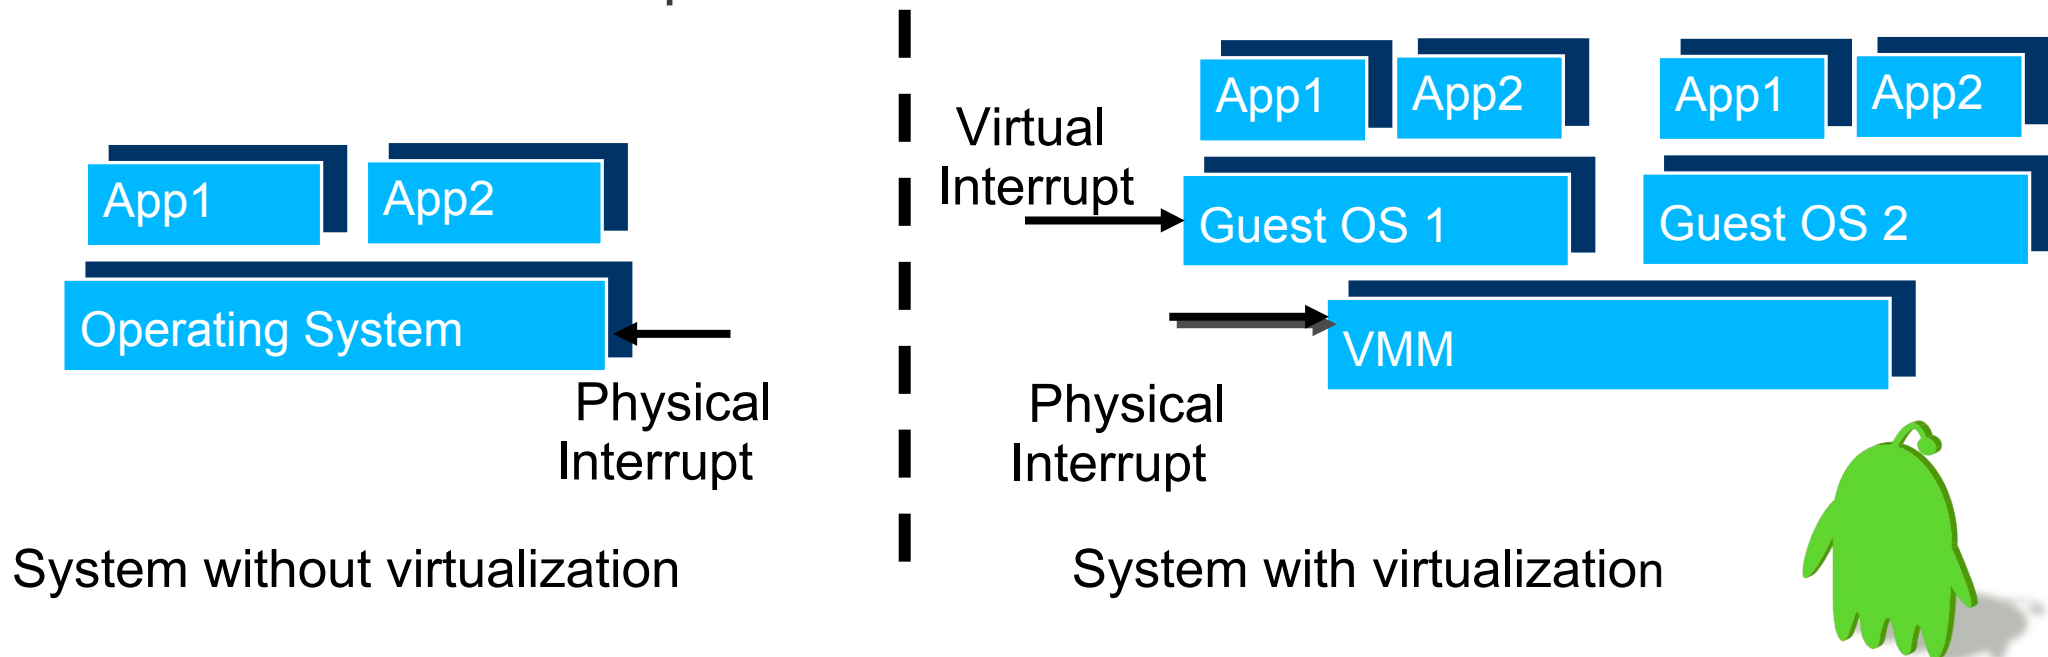 App1
App2
Operating System
Physical
Interrupt
System without virtualization
App1
App2
App1
App2
Virtual
Interrupt
Guest OS 1
Guest OS 2
VMM
Physical
Interrupt
System with virtualization